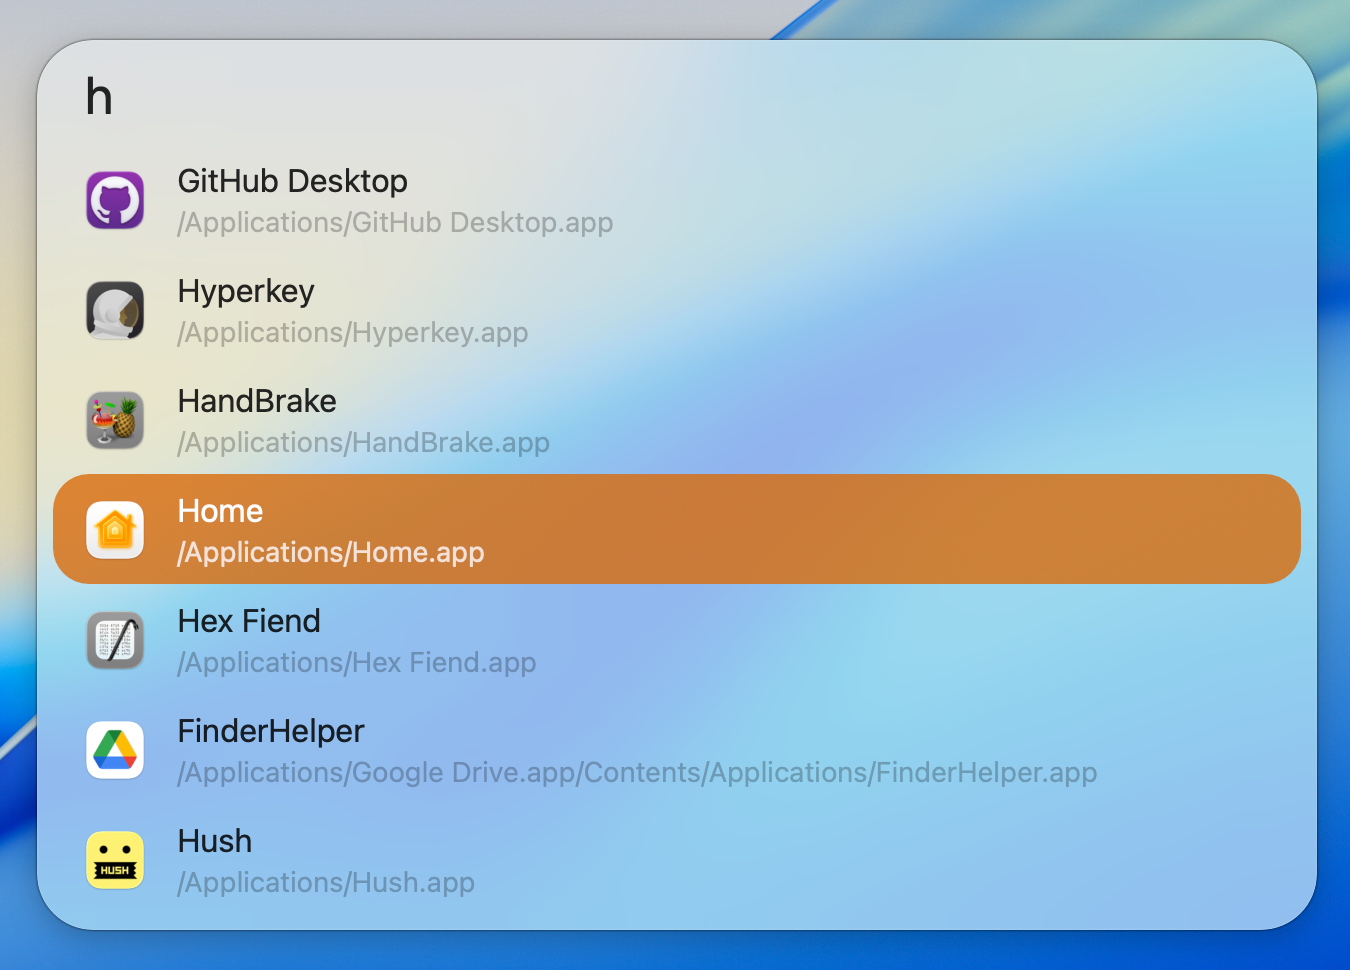 h
GitHub Desktop
/Applications/GitHub Desktop.app
Hyperkey
/Applications/Hyperkey.app
HandBrake
/Applications/HandBrake.app
Home
/Applications/Home.app
Hex Fiend
/Applications/Hex Fiend.app
FinderHelper
/Applications/Google Drive.app/Contents/Applications/FinderHelper.app
Hush
HUSH
/Applications/Hush.app